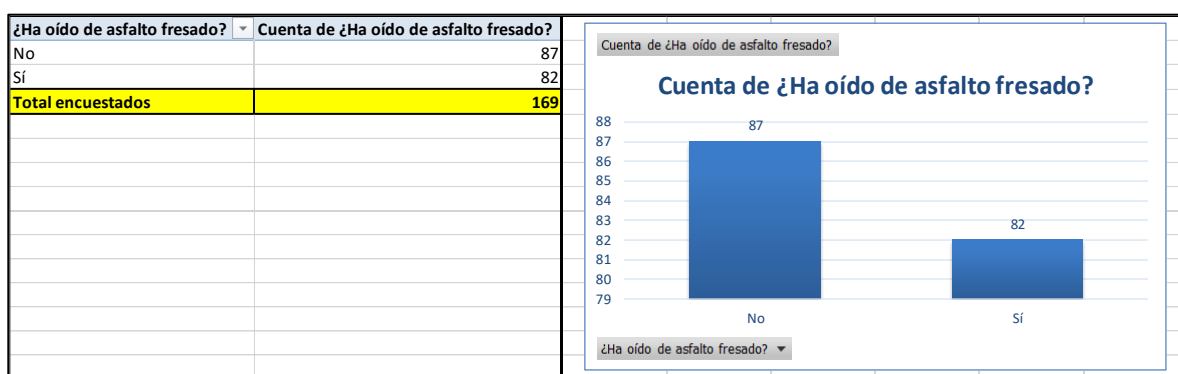 ¿Ha oído de asfalto fresado? Cuenta de ¿Ha oído de asfalto fresado?
No 87
Sí 82
Total encuestados 169
Cuenta de ¿Ha oído de asfalto fresado?
Cuenta de ¿Ha oído de asfalto fresado?
88
87
86
85
84
83
82
81
80
79
87
82
No Sí
¿Ha oído de asfalto fresado?